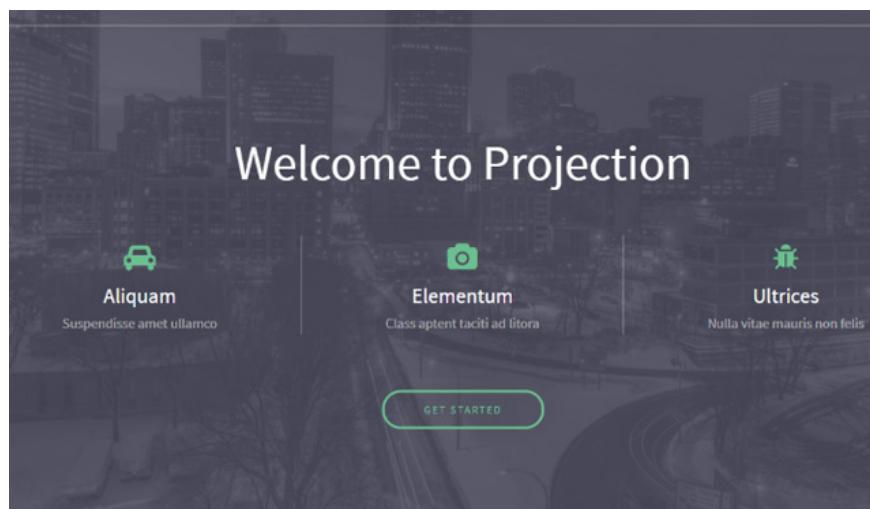 Welcome to Projection
Aliquam
Suspendisse amet ullamco
Elementum
Class aptent taciti ad litora
Ultrices
Nulla vitae mauris non felis
GET STARTED